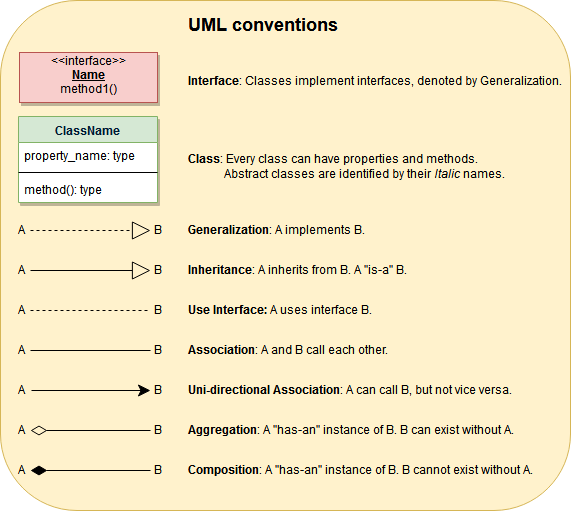 UML conventions
<<interface>>
Name
method1()
Interface: Classes implement interfaces, denoted by Generalization.
ClassName
property_name: type
method(): type
Class: Every class can have properties and methods.
Abstract classes are identified by their Italic names.
A B Generalization: A implements B.
A B Inheritance: A inherits from B. A "is-a" B.
A B Use Interface: A uses interface B.
A B Association: A and B call each other.
A B Uni-directional Association: A can call B, but not vice versa.
A B Aggregation: A "has-an" instance of B. B can exist without A.
A B Composition: A "has-an" instance of B. B cannot exist without A.